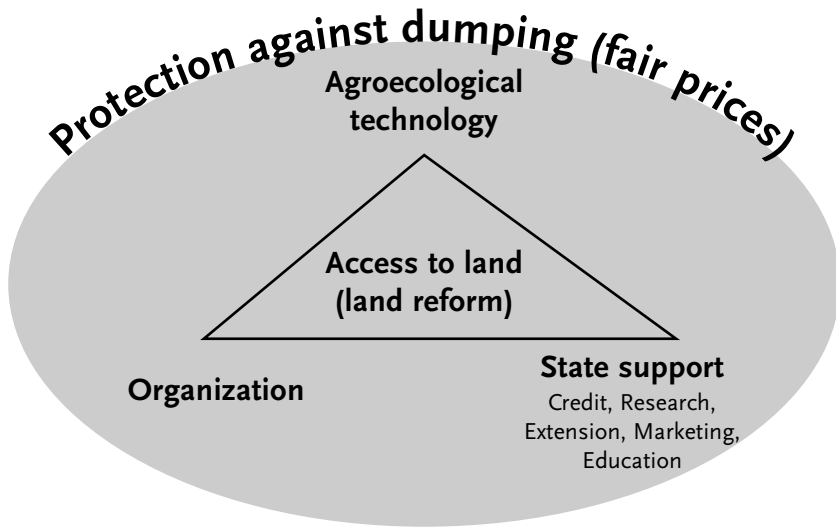 Protection against dumping (fair prices)
Agroecological
technology
Access to land
(land reform)
Organization
State support
Credit, Research,
Extension, Marketing,
Education